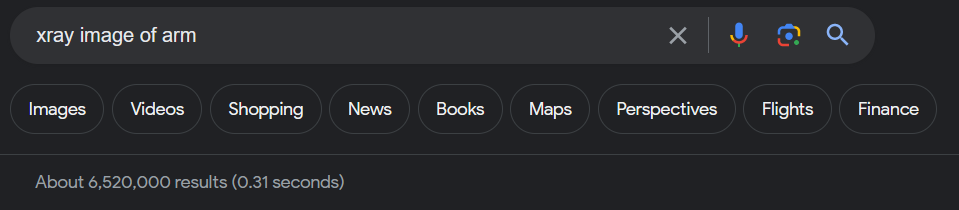 xray image of arm
Images Videos Shopping News Books Maps Perspectives Flights Finance
About 6,520,000 results (0.31 seconds)